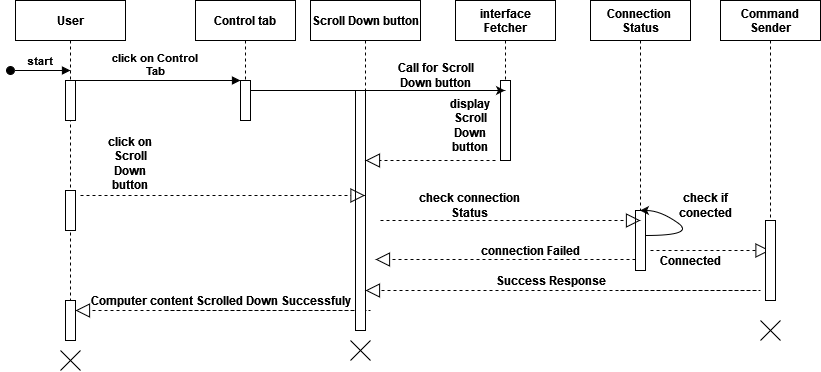 User
Control tab
Scroll Down button
interface
Fetcher
Connection
Status
Command
Sender
start
click on Control
Tab
Call for Scroll
Down button
display
Scroll
Down
button
click on
Scroll
Down
button
check connection
Status
check if
conected
connection Failed
Connected
Success Response
Computer content Scrolled Down Successfuly